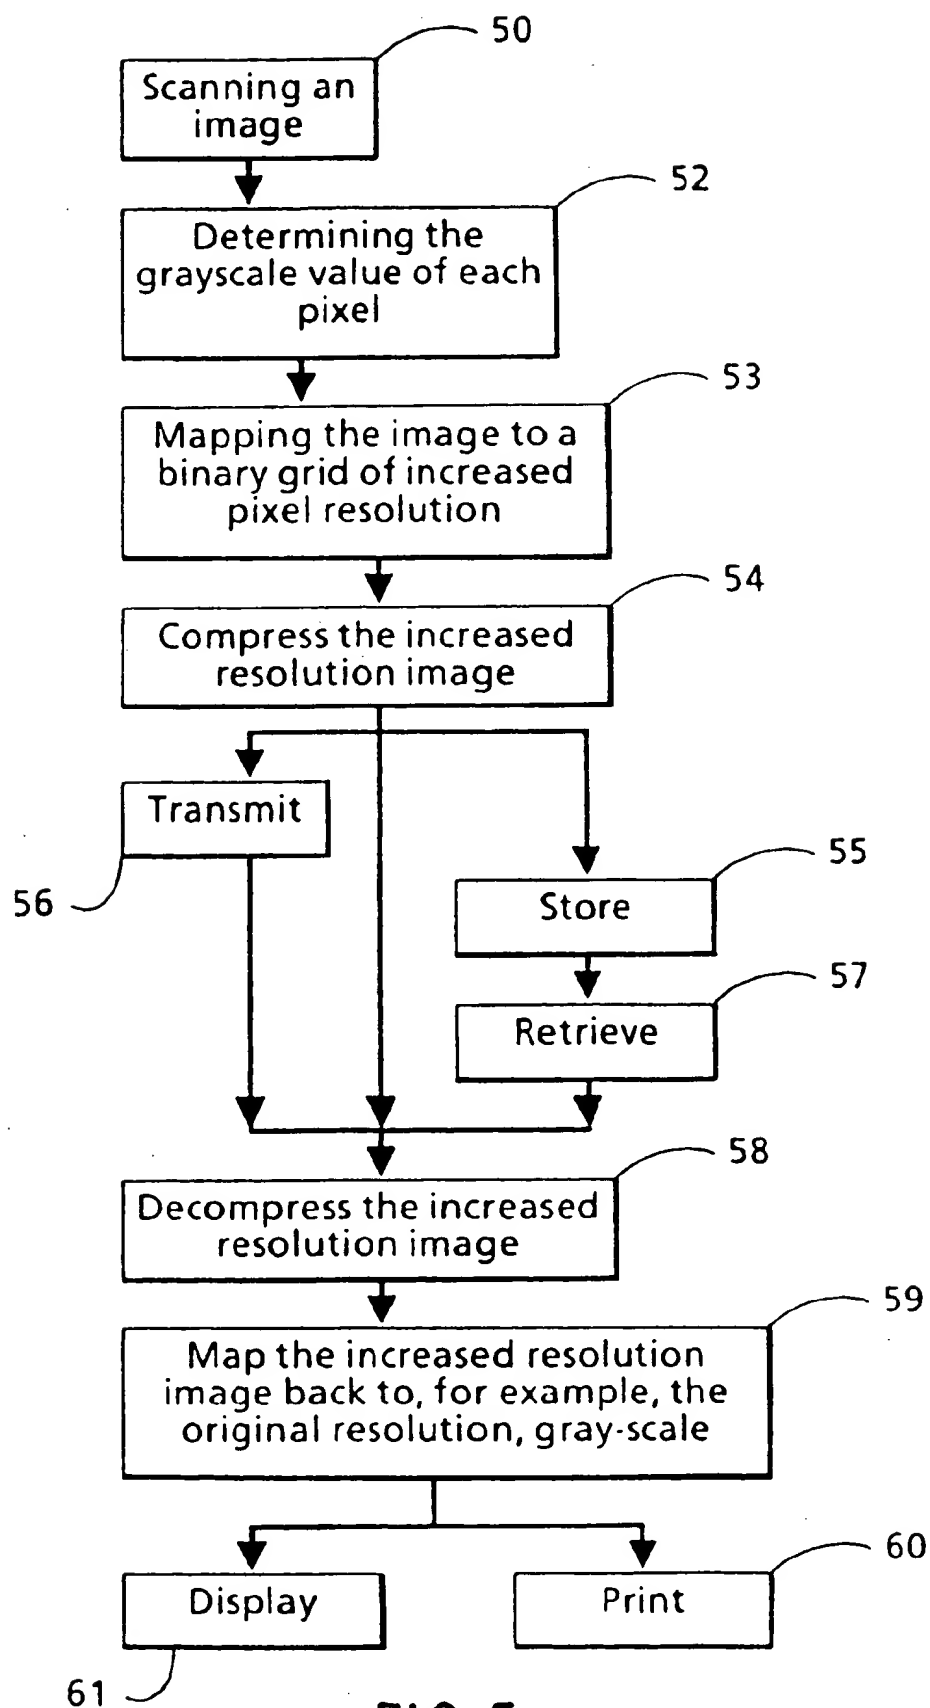 50
Scanning an
image
52
Determining the
grayscale value of each
pixel
53
Mapping the image to a
binary grid of increased
pixel resolution
54
Compress the increased
resolution image
Transmit
56
55
Store
57
Retrieve
58
Decompress the increased
resolution image
59
Map the increased resolution
image back to, for example, the
original resolution, gray-scale
60
Display
Print
61